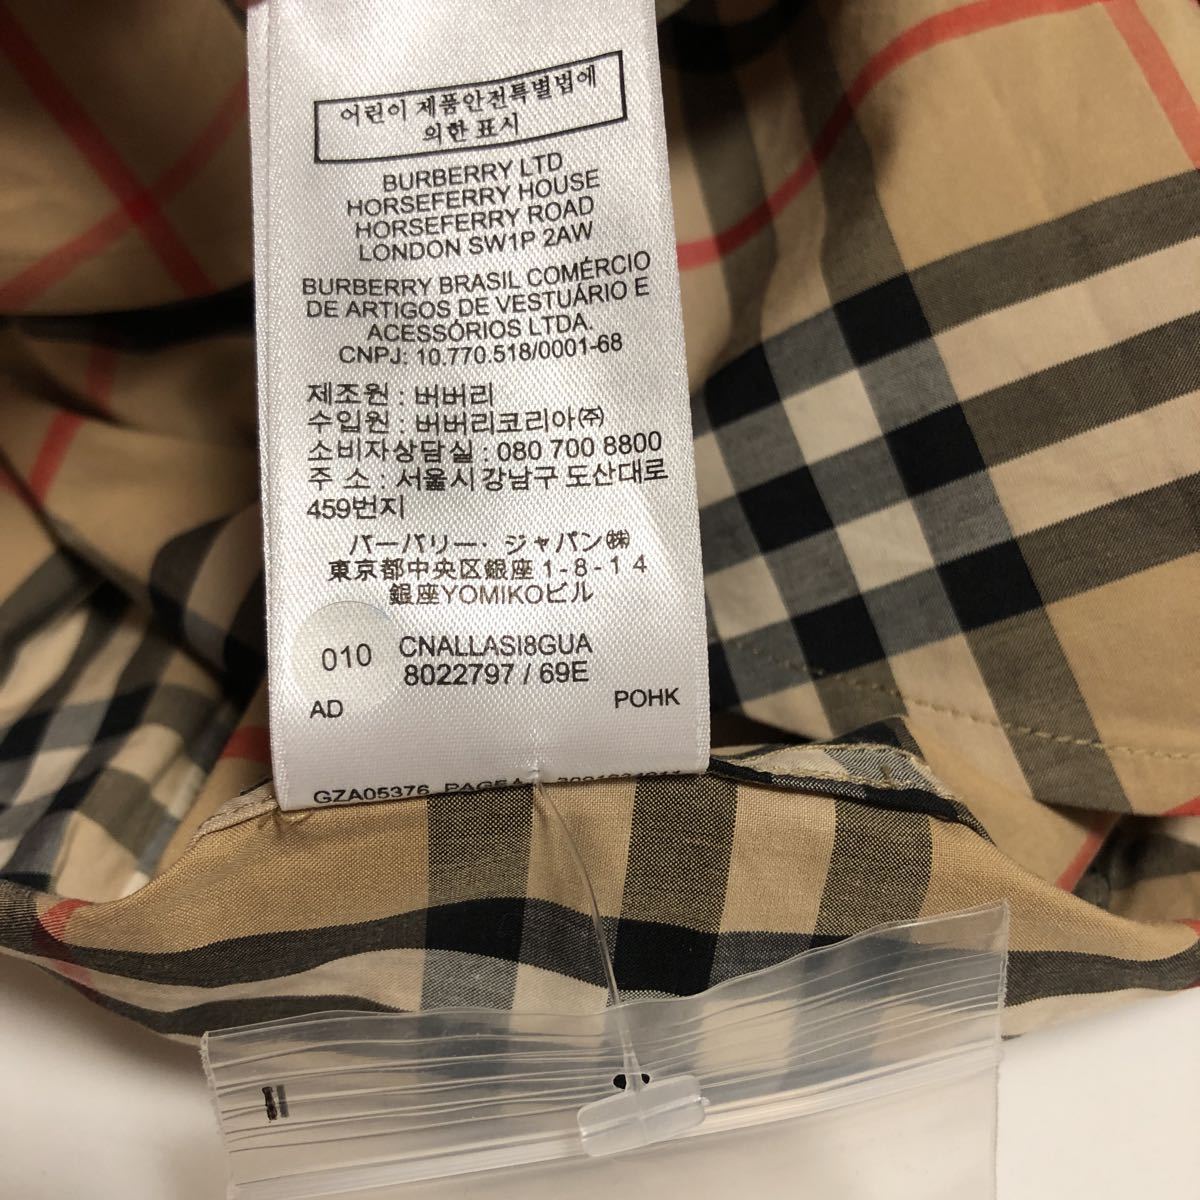 어린이 제품안전특별법에
의한 표시
BURBERRY LTD
HORSEFERRY HOUSE
HORSEFERRY ROAD
LONDON SW1P 2AW
BURBERRY BRASIL COMÉRCIO
DE ARTIGOS DE VESTUÁRIO E
ACESSÓRIOS LTDA.
CNPJ: 10.770.518/0001-68
제조원 : 버버리
수입원 : 버버리코리아㈜
소비자상담실 : 080 700 8800
주 소 : 서울시 강남구 도산대로
459번지
バーバリー・ジャパン㈱
東京都中央区銀座1-8-14
銀座YOMIKOビル
010 CNALLASI8GUA
8022797 / 69E
AD POHK
GZA05376